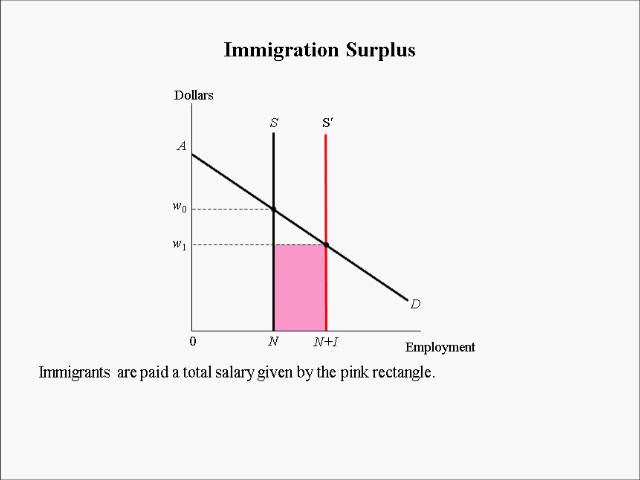 Immigration Surplus
Dollars
S S'
A
w0
w1
D
0 N N+I
Employment
Immigrants are paid a total salary given by the pink rectangle.